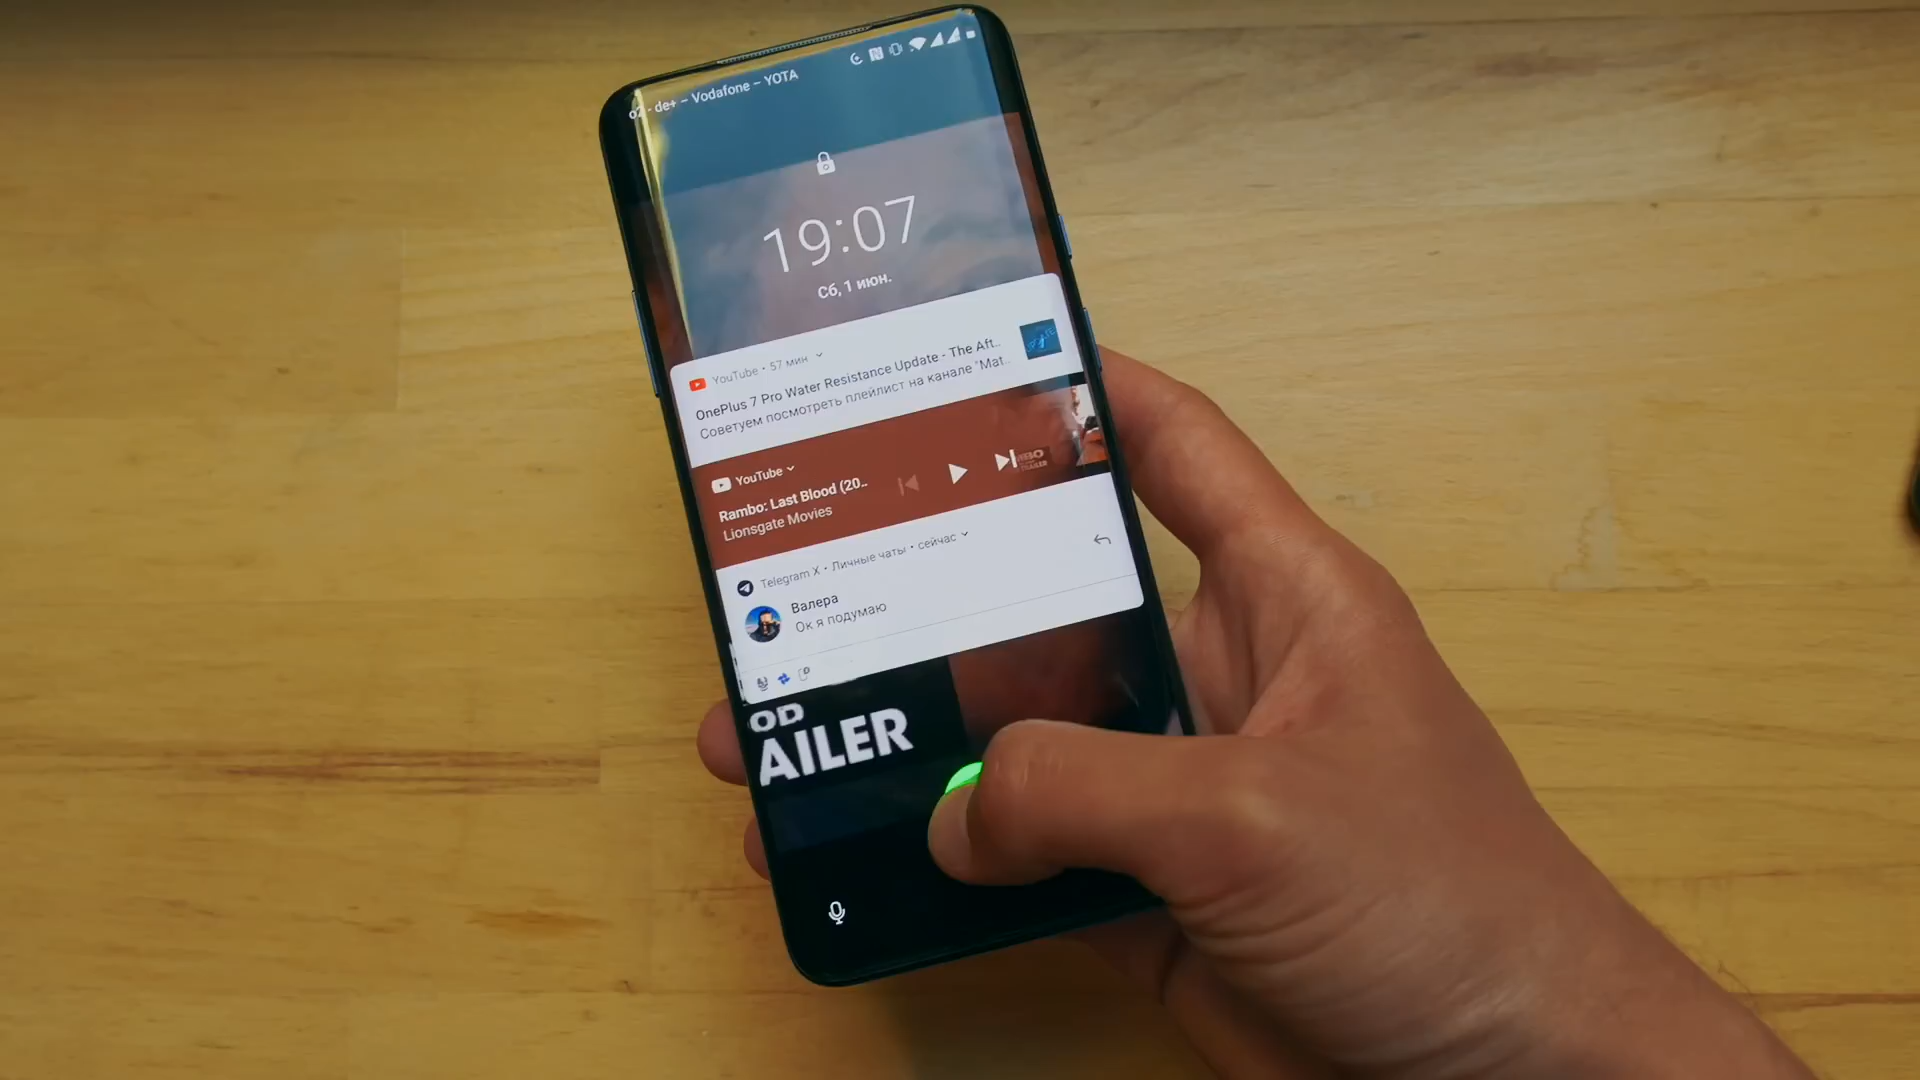 o2 - de+ – Vodafone – YOTA
19:07
Сб, 1 июн.
YouTube • 57 мин
OnePlus 7 Pro Water Resistance Update - The Aft..
Советуем посмотреть плейлист на канале "Mat..
YouTube
Rambo: Last Blood (20..
Lionsgate Movies
Telegram X • Личные чаты • сейчас
Валера
Ок я подумаю
OD
AILER